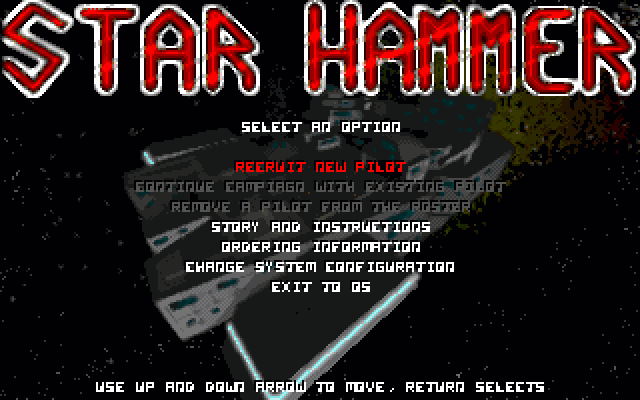 STAR HAMMER
SELECT AN OPTION
RECRUIT NEW PILOT
CONTINUE CAMPIAGN WITH EXISTING PILOT
REMOVE A PILOT FROM THE ROSTER
STORY AND INSTRUCTIONS
ORDERING INFORMATION
CHANGE SYSTEM CONFIGURATION
EXIT TO OS
USE UP AND DOWN ARROW TO MOVE, RETURN SELECTS